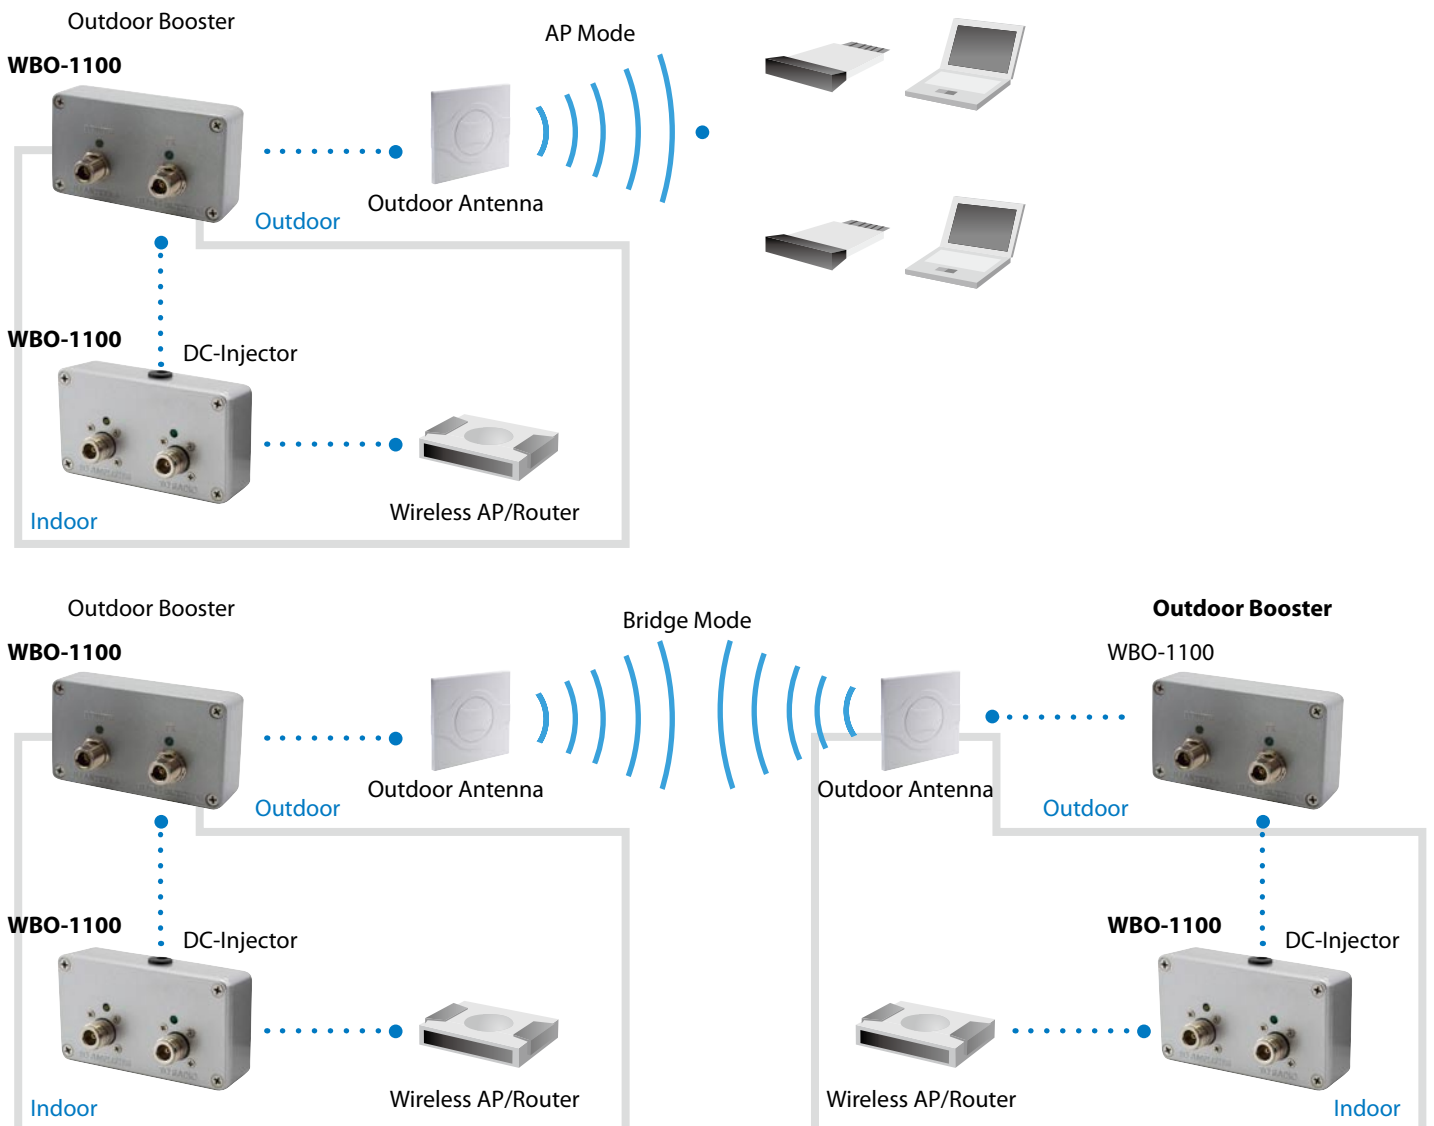 Outdoor Booster
AP Mode
WBO-1100
Outdoor Antenna
Outdoor
WBO-1100
DC-Injector
Wireless AP/Router
Indoor
Outdoor Booster
Bridge Mode
Outdoor Booster
WBO-1100
WBO-1100
Outdoor Antenna
Outdoor Antenna
Outdoor
Outdoor
WBO-1100
DC-Injector
WBO-1100
DC-Injector
Wireless AP/Router
Wireless AP/Router
Indoor
Indoor